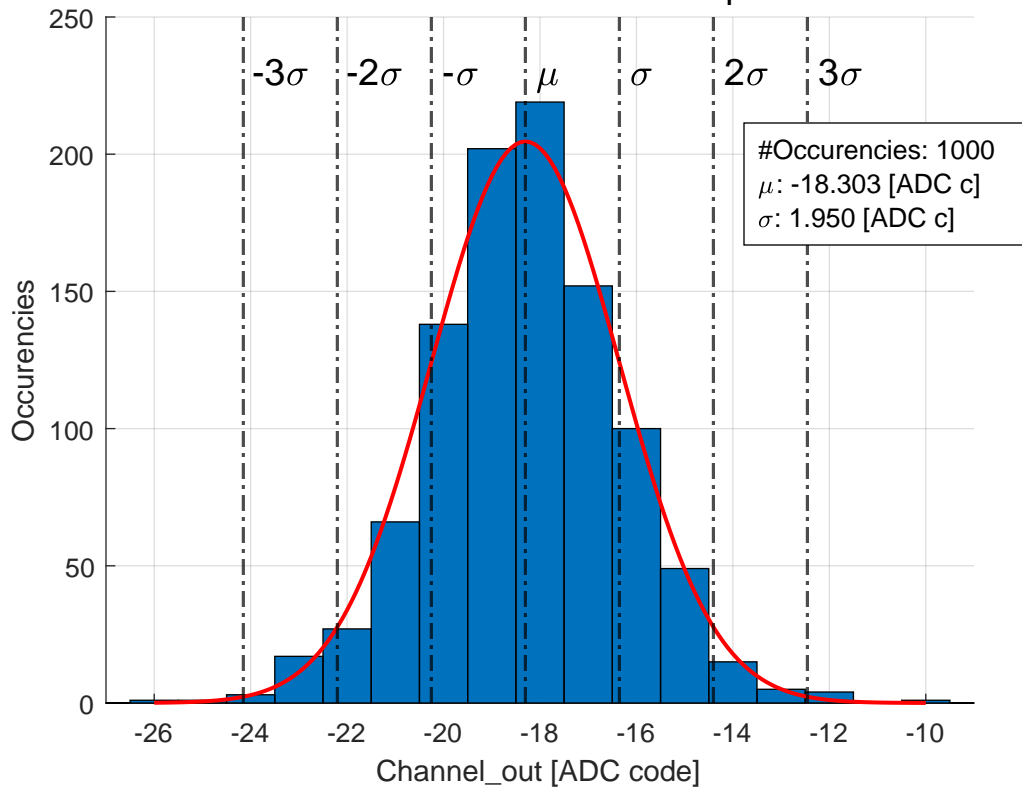 250
200
150
100
50
0
-3σ -2σ -σ μ σ 2σ 3σ
#Occurencies: 1000
μ: -18.303 [ADC c]
σ: 1.950 [ADC c]
Occurencies
-26 -24 -22 -20 -18 -16 -14 -12 -10
Channel_out [ADC code]